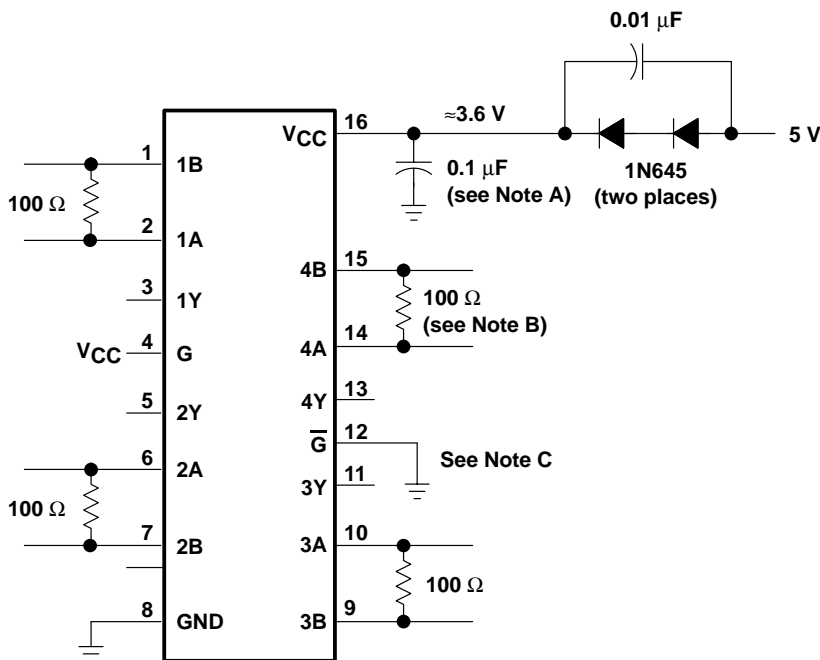 0.01 μF
16
VCC
≈3.6 V
5 V
0.1 μF
(see Note A)
1N645
(two places)
1
1B
100 Ω
2
1A
3
1Y
VCC
4
G
5
2Y
6
2A
100 Ω
7
2B
8
GND
15
4B
100 Ω
(see Note B)
14
4A
13
4Y
12
G̅
See Note C
11
3Y
10
3A
100 Ω
9
3B